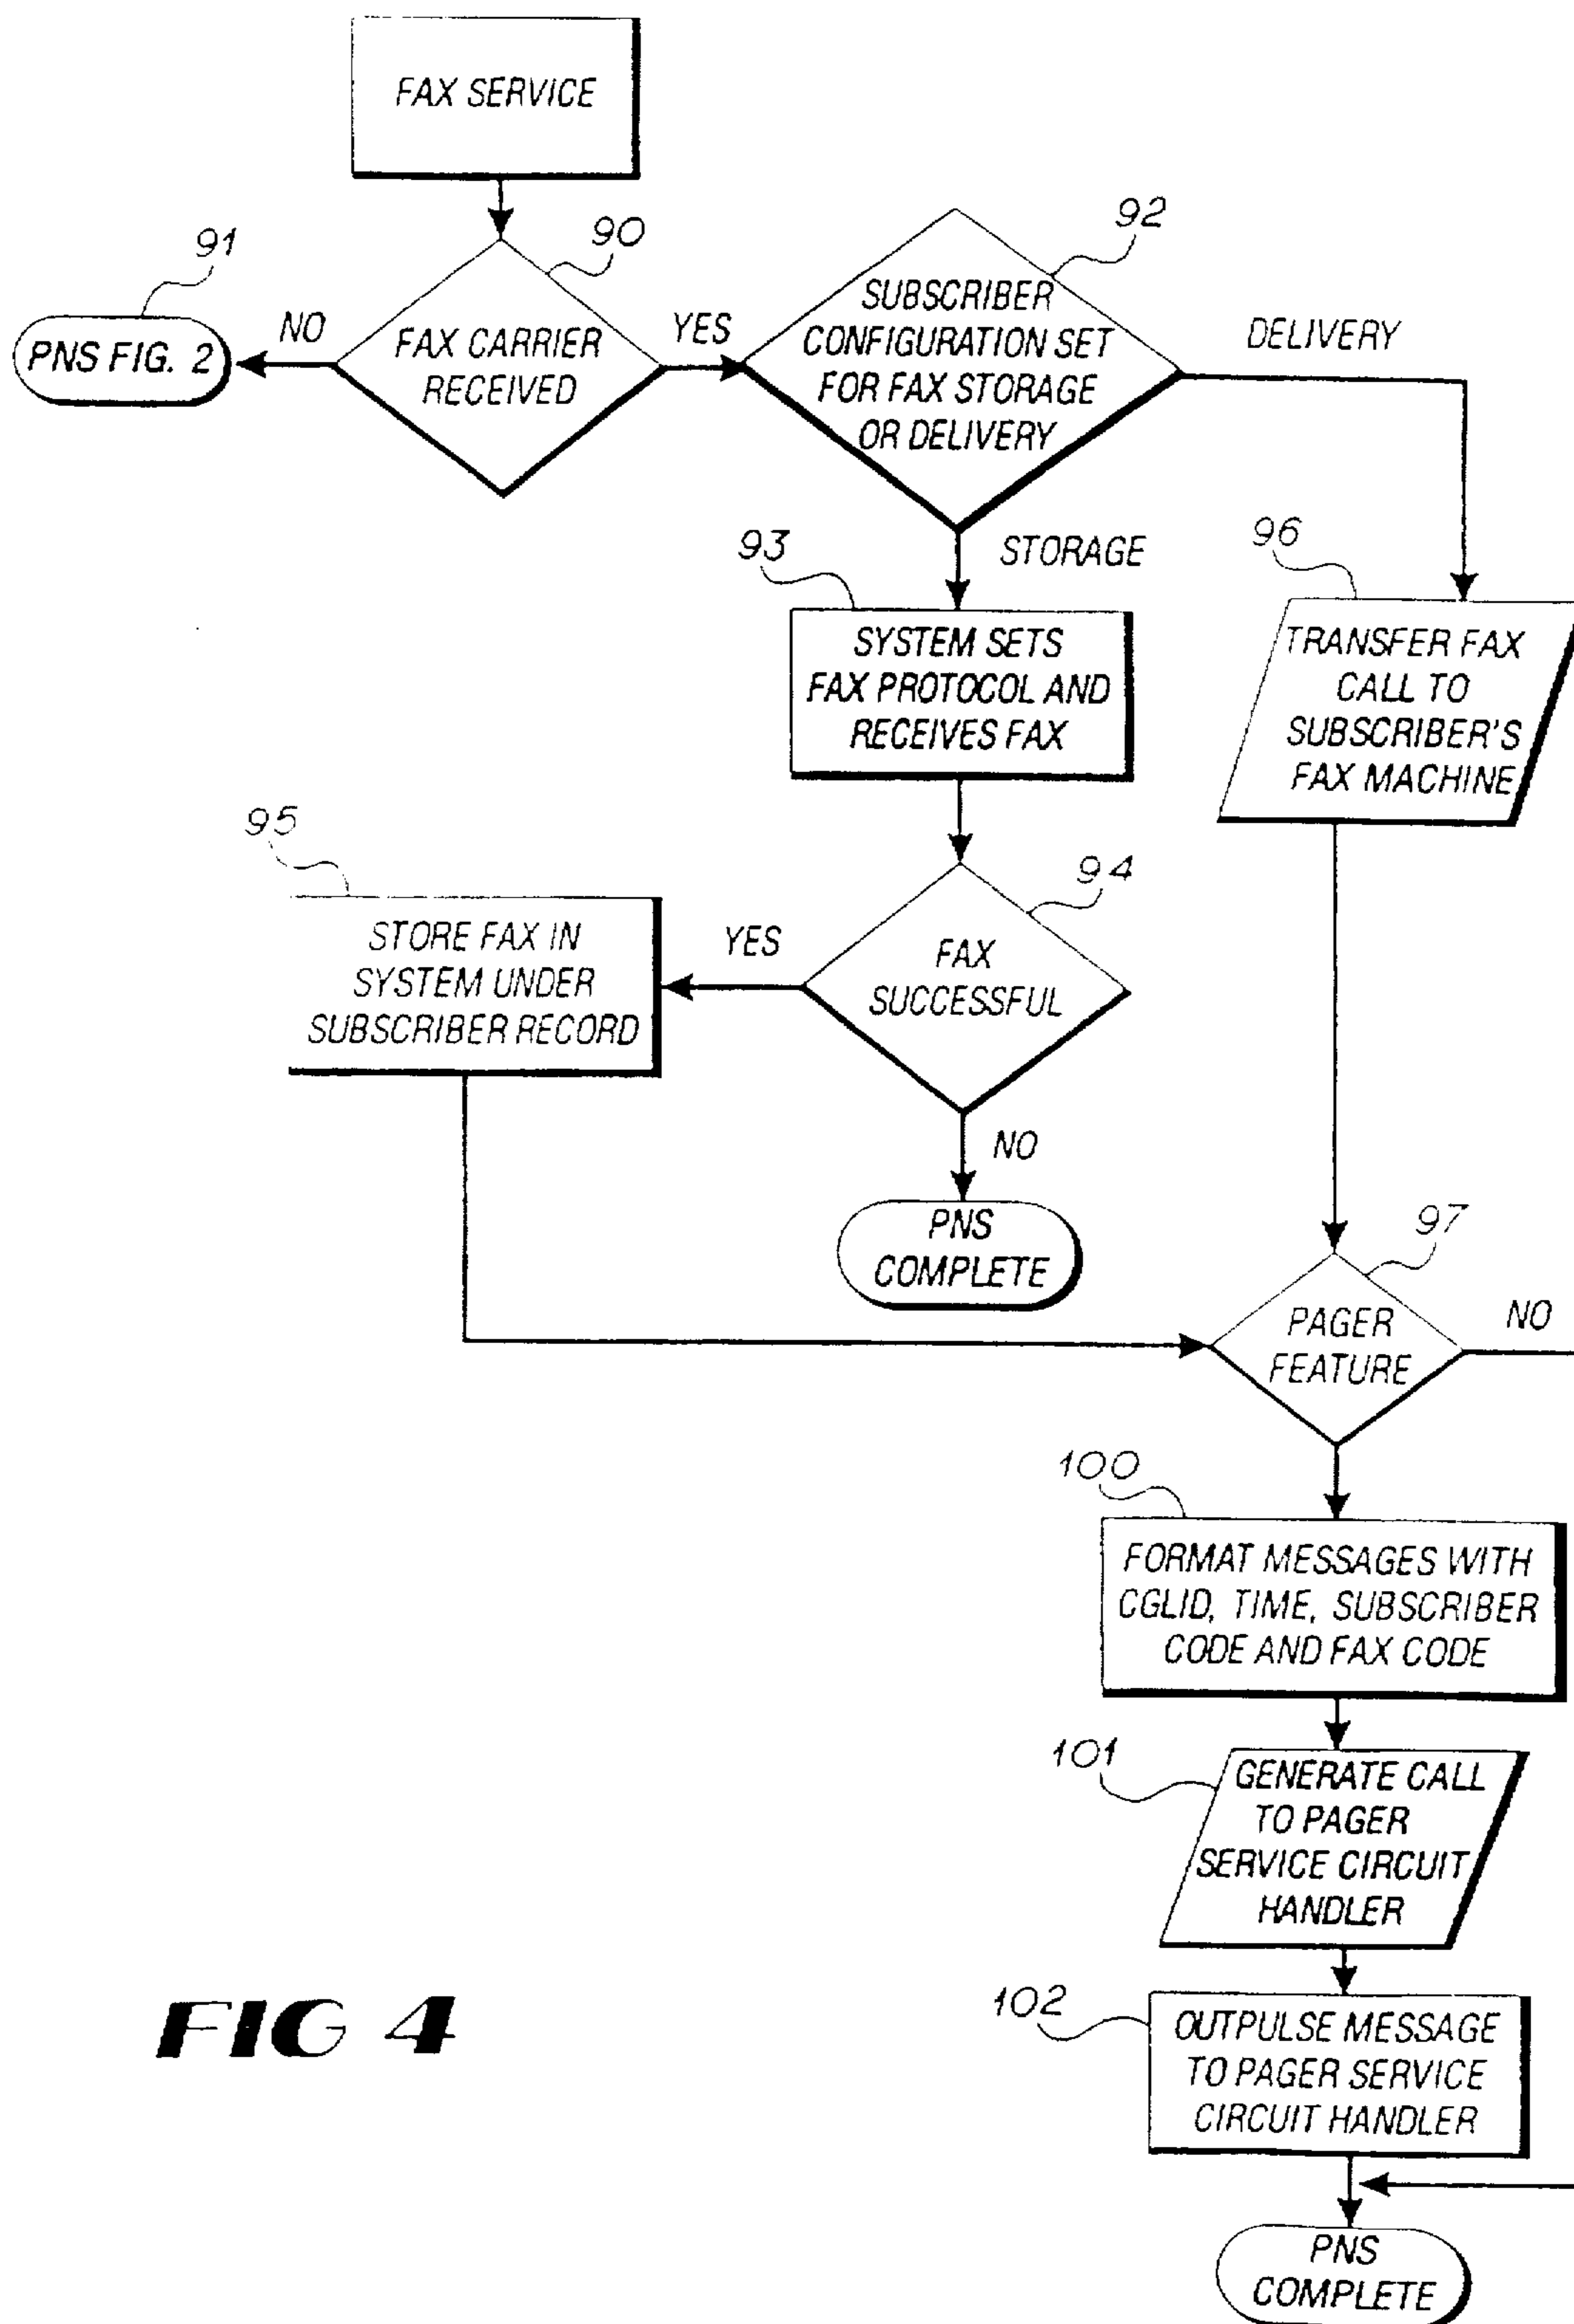 FAX SERVICE
91
90
92
PNS FIG. 2
NO
FAX CARRIER
RECEIVED
YES
SUBSCRIBER
CONFIGURATION SET
FOR FAX STORAGE
OR DELIVERY
DELIVERY
93
STORAGE
96
SYSTEM SETS
FAX PROTOCOL AND
RECEIVES FAX
TRANSFER FAX
CALL TO
SUBSCRIBER'S
FAX MACHINE
95
94
STORE FAX IN
SYSTEM UNDER
SUBSCRIBER RECORD
YES
FAX
SUCCESSFUL
NO
PNS
COMPLETE
97
PAGER
FEATURE
NO
100
FORMAT MESSAGES WITH
CGLID, TIME, SUBSCRIBER
CODE AND FAX CODE
101
GENERATE CALL
TO PAGER
SERVICE CIRCUIT
HANDLER
102
OUTPULSE MESSAGE
TO PAGER SERVICE
CIRCUIT HANDLER
PNS
COMPLETE
FIG 4